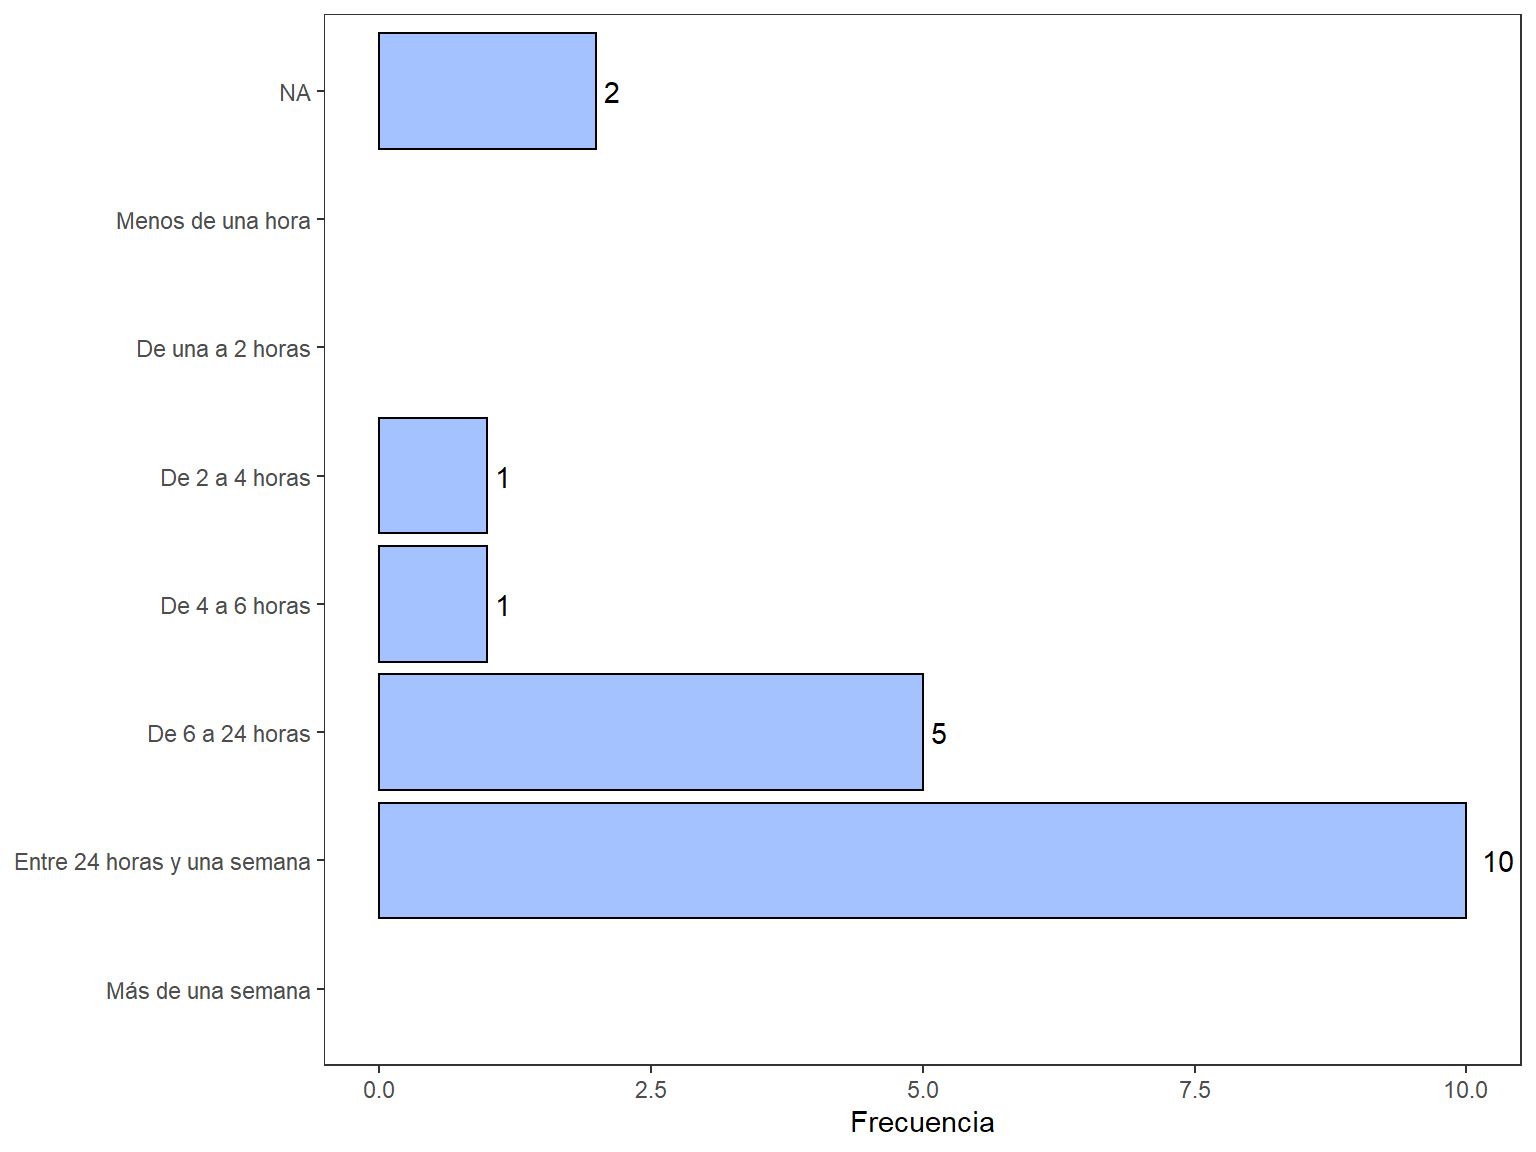 NA
2
Menos de una hora
De una a 2 horas
De 2 a 4 horas
1
De 4 a 6 horas
1
De 6 a 24 horas
5
Entre 24 horas y una semana
10
Más de una semana
0.0
2.5
5.0
7.5
10.0
Frecuencia